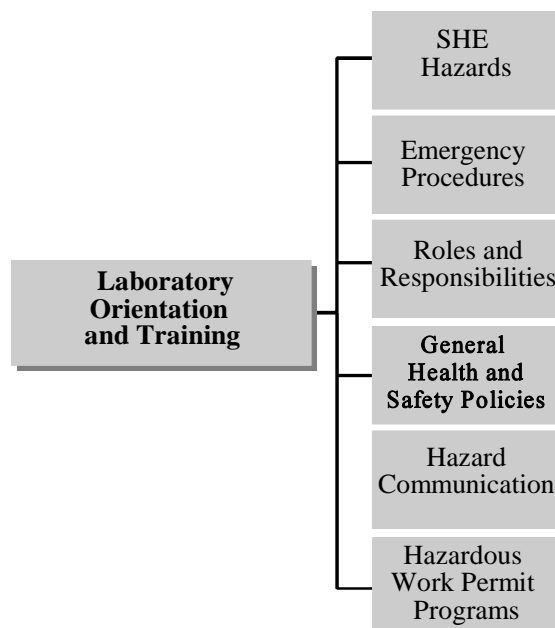 Laboratory
Orientation
and Training
SHE
Hazards
Emergency
Procedures
Roles and
Responsibilities
General
Health and
Safety Policies
Hazard
Communication
Hazardous
Work Permit
Programs